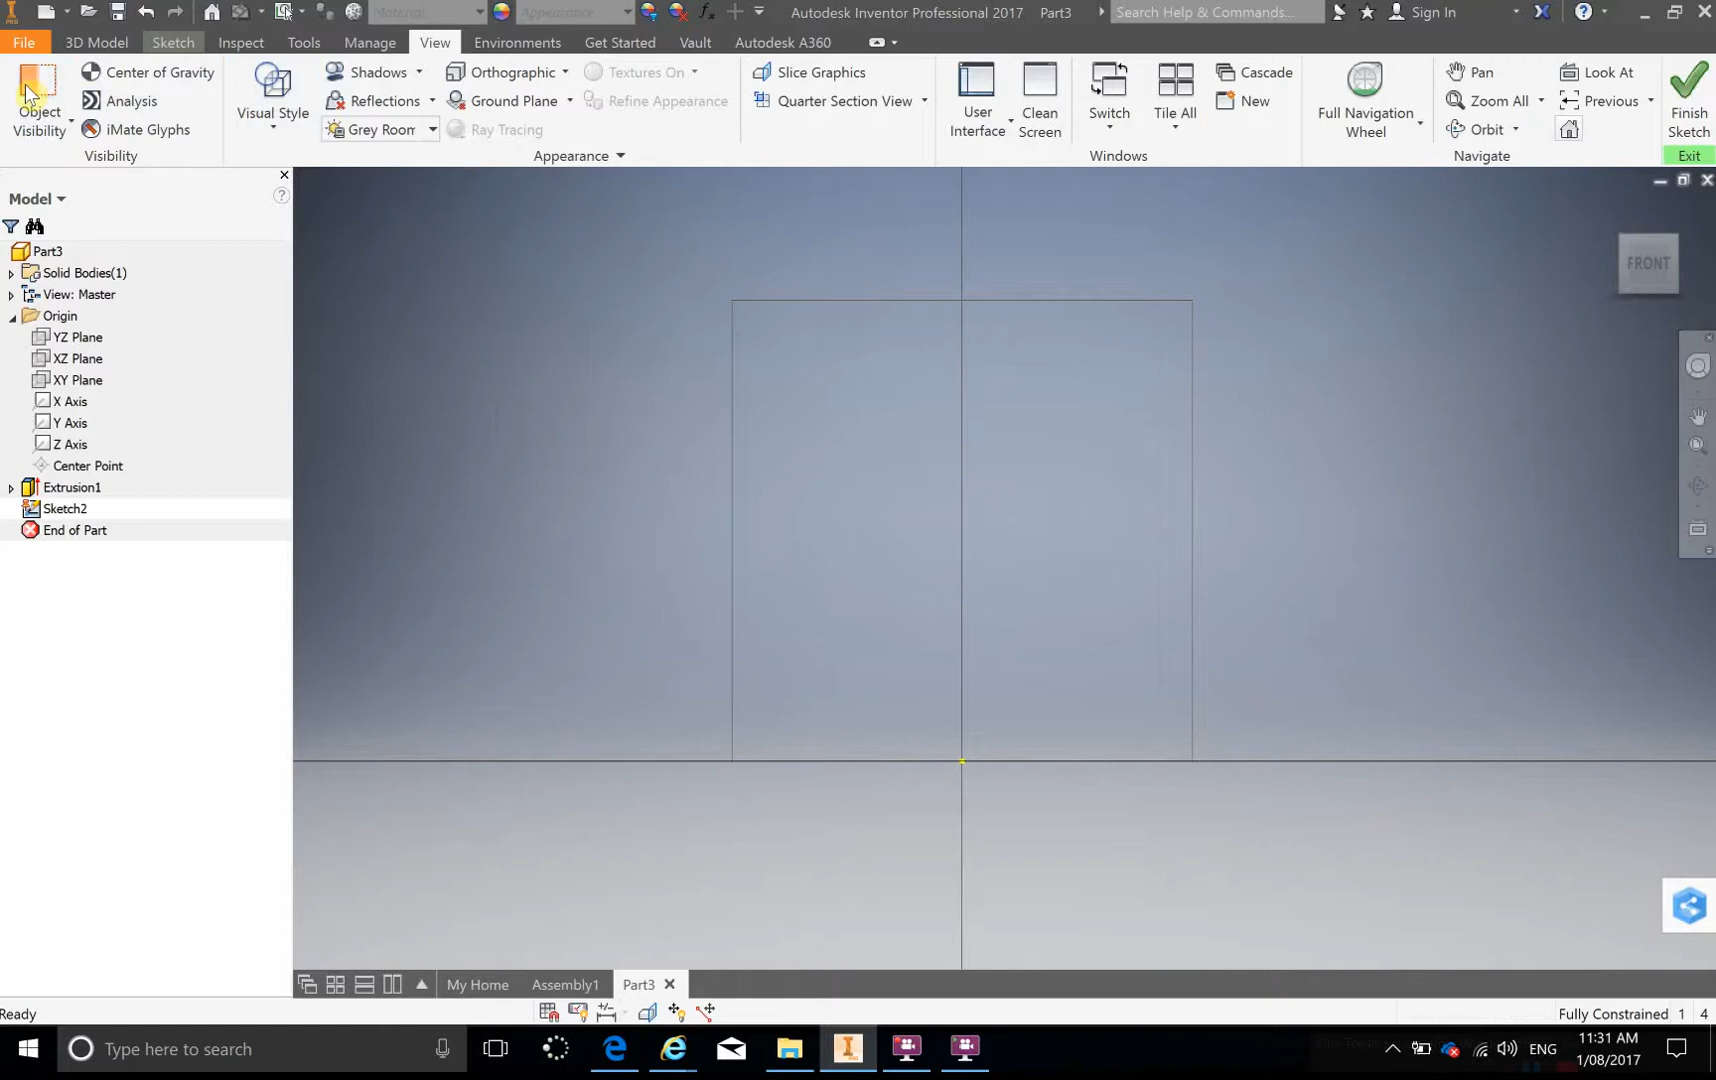 Material
Appearance
Autodesk Inventor Professional 2017 Part3
Search Help & Commands...
Sign In
File
3D Model
Sketch
Inspect
Tools
Manage
View
Environments
Get Started
Vault
Autodesk A360
Object
Visibility
Center of Gravity
Analysis
iMate Glyphs
Visibility
Visual Style
Shadows
Reflections
Grey Room
Orthographic
Ground Plane
Ray Tracing
Textures On
Refine Appearance
Appearance
Slice Graphics
Quarter Section View
User
Interface
Clean
Screen
Switch
Tile All
Cascade
New
Windows
Full Navigation
Wheel
Pan
Zoom All
Orbit
Look At
Previous
Navigate
Finish
Sketch
Exit
Model
Part3
Solid Bodies(1)
View: Master
Origin
YZ Plane
XZ Plane
XY Plane
X Axis
Y Axis
Z Axis
Center Point
Extrusion1
Sketch2
End of Part
FRONT
My Home
Assembly1
Part3
Ready
Fully Constrained 1 4
Type here to search
ENG
11:31 AM
1/08/2017